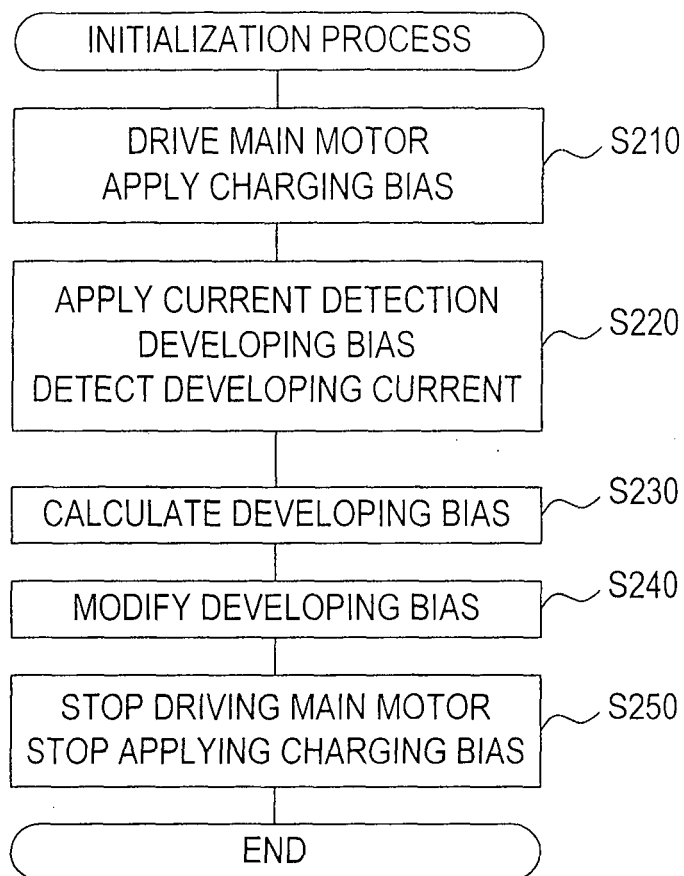 INITIALIZATION PROCESS
DRIVE MAIN MOTOR
APPLY CHARGING BIAS
S210
APPLY CURRENT DETECTION
DEVELOPING BIAS
DETECT DEVELOPING CURRENT
S220
CALCULATE DEVELOPING BIAS
S230
MODIFY DEVELOPING BIAS
S240
STOP DRIVING MAIN MOTOR
STOP APPLYING CHARGING BIAS
S250
END